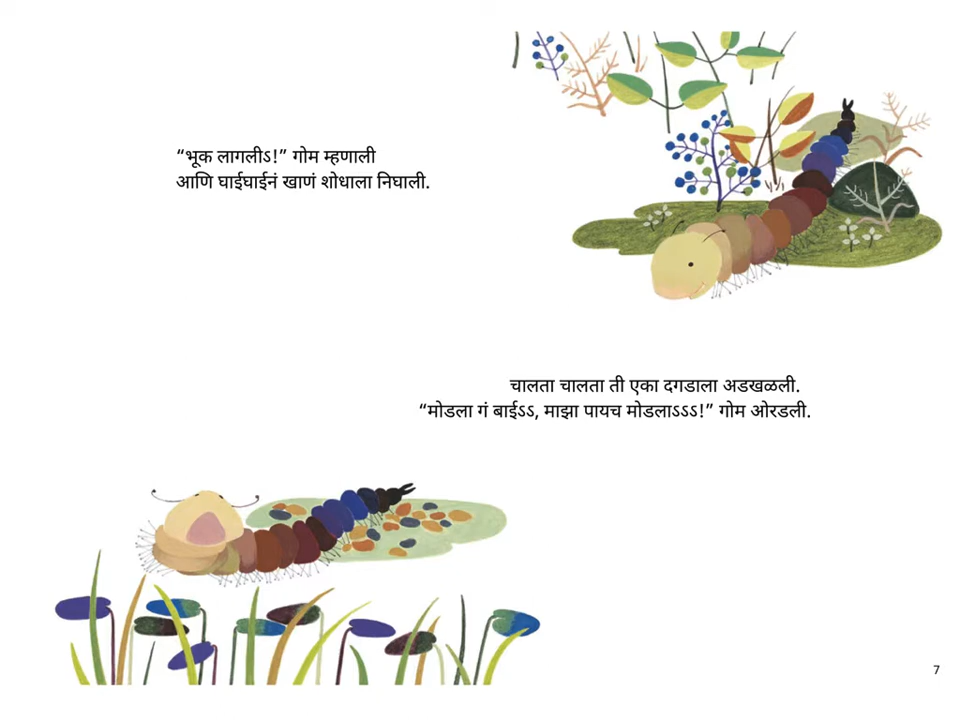 “भूक लागलीऽ!” गोम म्हणाली
आणि घाईघाईनं खाणं शोधाला निघाली.
चालता चालता ती एका दगडाला अडखळली.
“मोडला गं बाईऽऽ, माझा पायच मोडलाऽऽऽ!” गोम ओरडली.
7